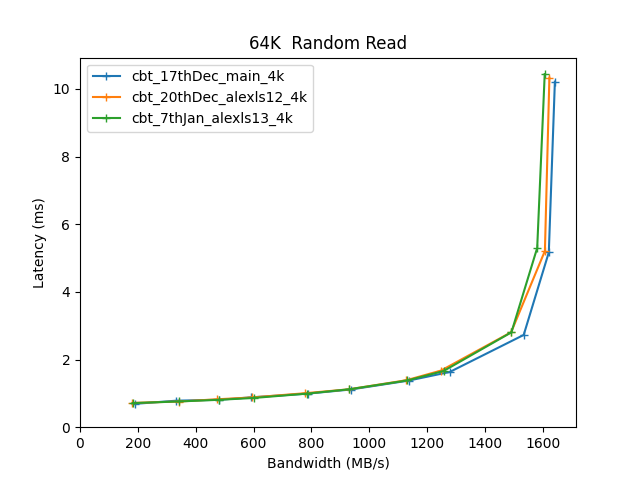 64K  Random Read
cbt_17thDec_main_4k
cbt_20thDec_alexls12_4k
cbt_7thJan_alexls13_4k
Latency (ms)
10
8
6
4
2
0
0 200 400 600 800 1000 1200 1400 1600
Bandwidth (MB/s)